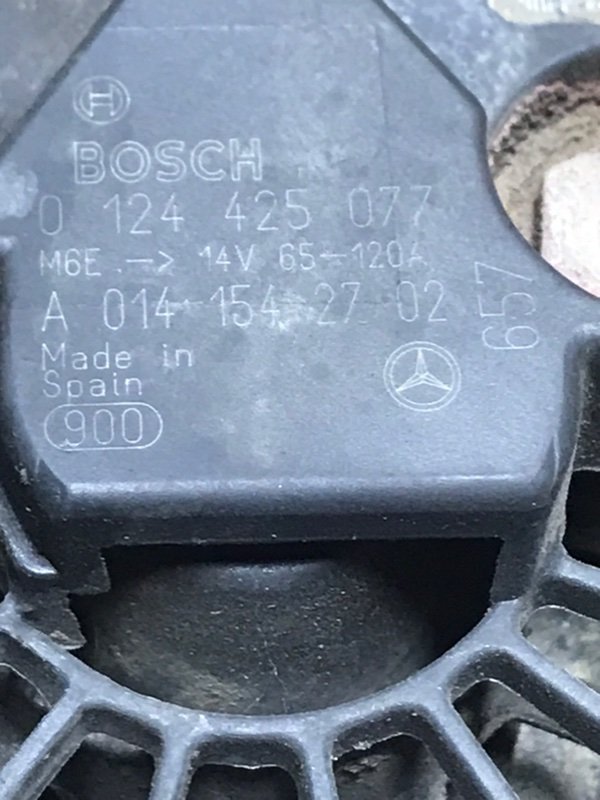 BOSCH
0 124 425 077
M6E --> 14V 65-120A
A 014 154 27 02
657
Made in
Spain
900